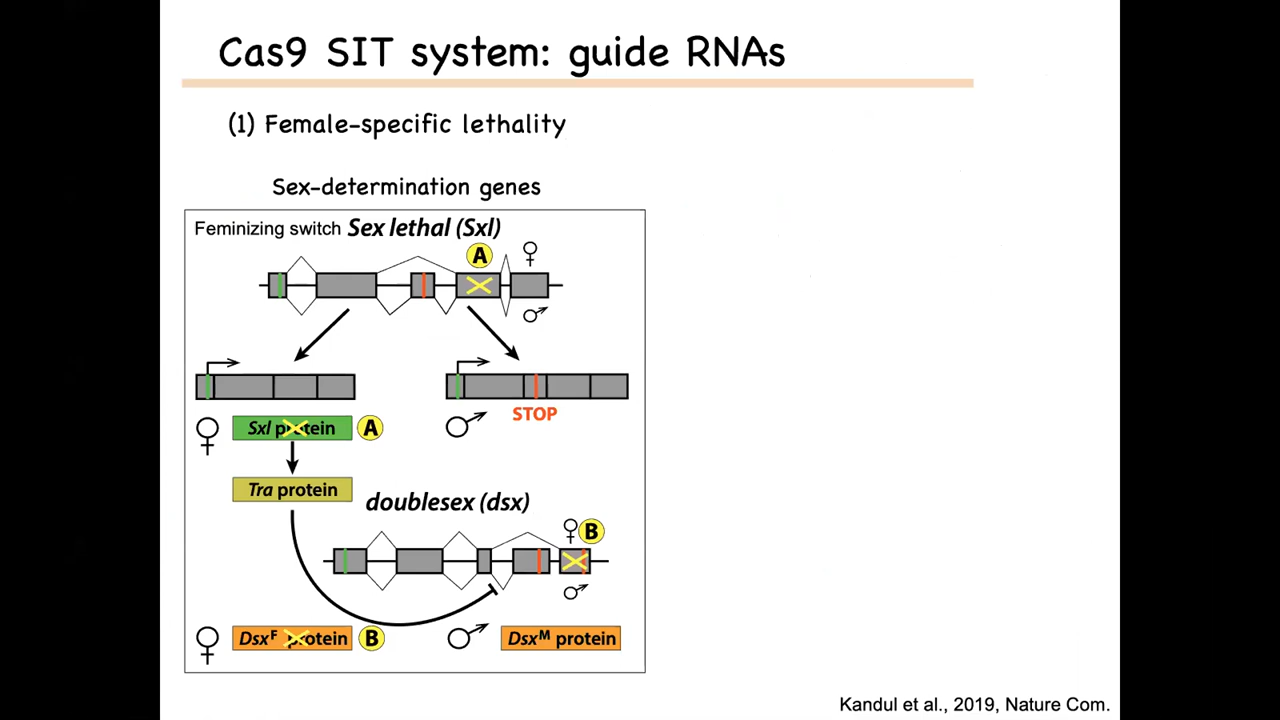 Cas9 SIT system: guide RNAs
(1) Female-specific lethality
Sex-determination genes
Feminizing switch Sex lethal (Sxl)
A ♀
♂
STOP
♀ Sxl protein A ♂
Tra protein
doublesex (dsx)
♀ B
♂
♀ Dsxᶠ protein B ♂ Dsxᴹ protein
Kandul et al., 2019, Nature Com.